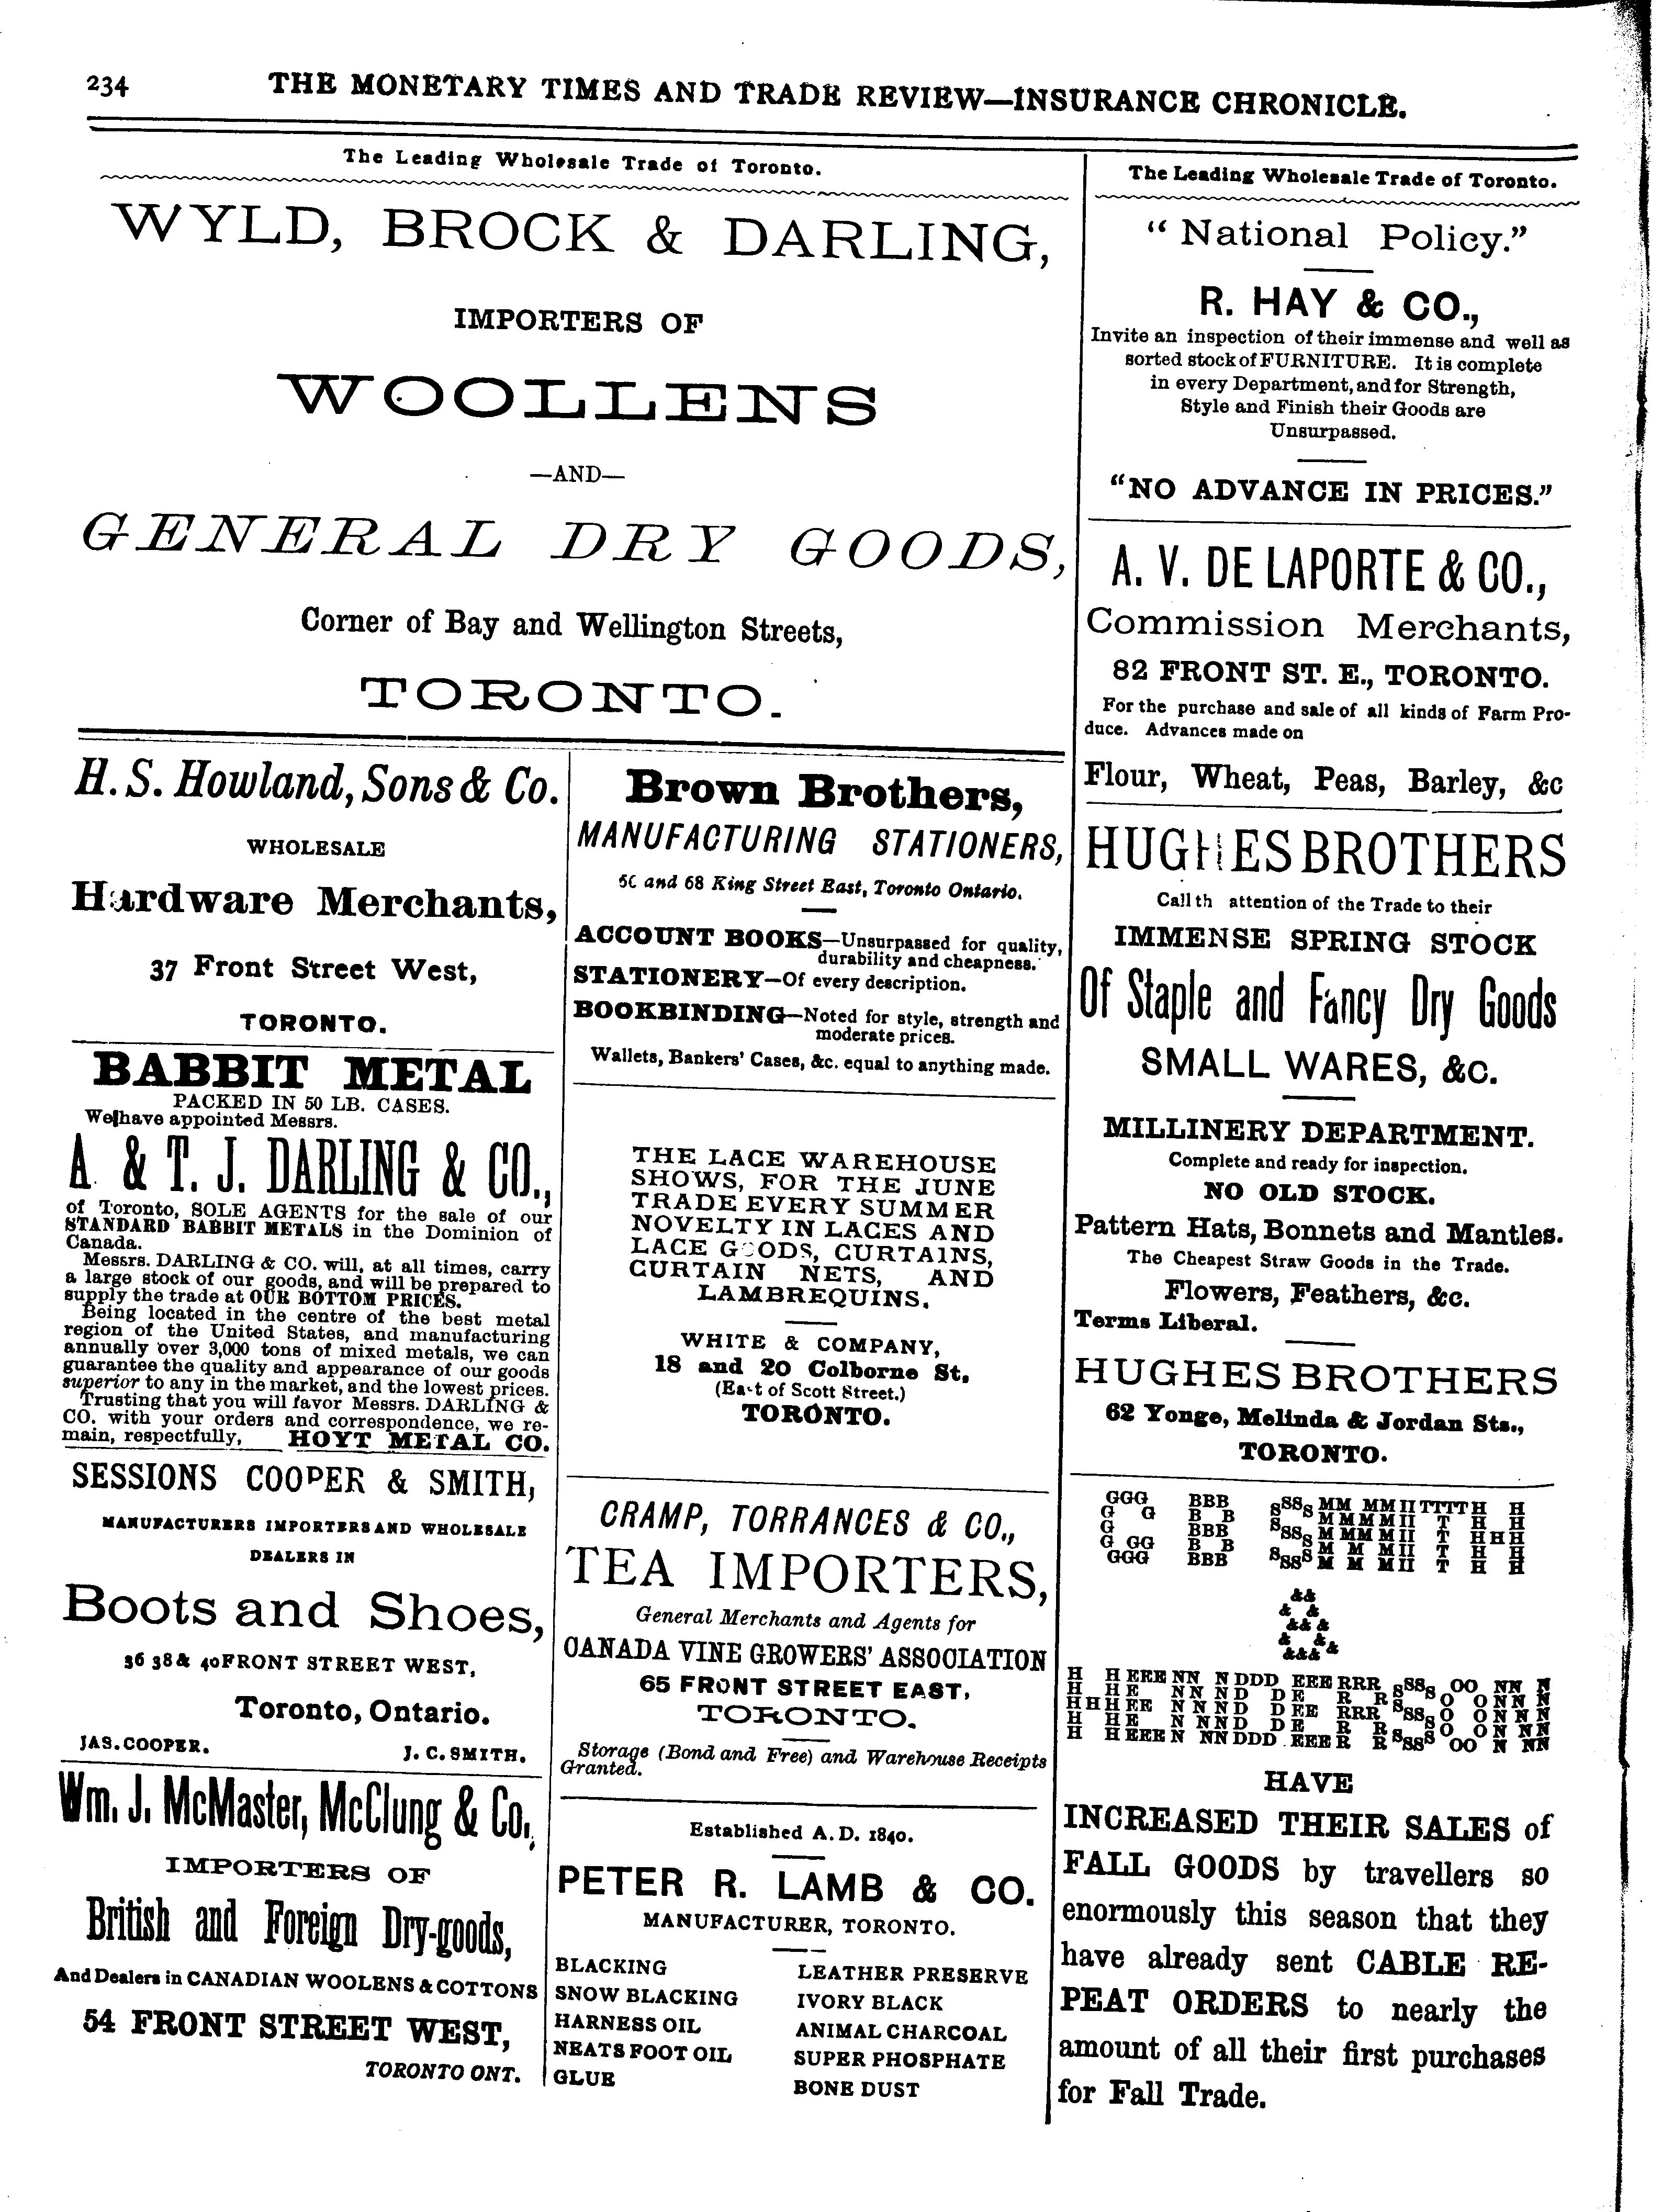 234
THE MONETARY TIMES AND TRADE REVIEW—INSURANCE CHRONICLE.
The Leading Wholesale Trade of Toronto.
WYLD, BROCK & DARLING,
IMPORTERS OF
WOOLLENS
—AND—
GENERAL DRY GOODS,
Corner of Bay and Wellington Streets,
TORONTO.
H. S. Howland, Sons & Co.
WHOLESALE
Hardware Merchants,
37 Front Street West,
TORONTO.
BABBIT METAL
PACKED IN 50 LB. CASES.
We have appointed Messrs.
A. & T. J. DARLING & CO.,
of Toronto, SOLE AGENTS for the sale of our
STANDARD BABBIT METALS in the Dominion of
Canada.
Messrs. DARLING & CO. will, at all times, carry
a large stock of our goods, and will be prepared to
supply the trade at OUR BOTTOM PRICES.
Being located in the centre of the best metal
region of the United States, and manufacturing
annually over 3,000 tons of mixed metals, we can
guarantee the quality and appearance of our goods
superior to any in the market, and the lowest prices.
Trusting that you will favor Messrs. DARLING &
CO. with your orders and correspondence, we re-
main, respectfully, HOYT METAL CO.
SESSIONS COOPER & SMITH,
MANUFACTURERS IMPORTERS AND WHOLESALE
DEALERS IN
Boots and Shoes,
36 38 & 40 FRONT STREET WEST,
Toronto, Ontario.
JAS. COOPER. J. C. SMITH.
Wm. J. McMaster, McClung & Co.,
IMPORTERS OF
British and Foreign Dry-goods,
And Dealers in CANADIAN WOOLENS & COTTONS
54 FRONT STREET WEST,
TORONTO ONT.
Brown Brothers,
MANUFACTURING STATIONERS,
and 68 King Street East, Toronto Ontario.
ACCOUNT BOOKS—Unsurpassed for quality,
durability and cheapness.
STATIONERY—Of every description.
BOOKBINDING—Noted for style, strength and
moderate prices.
Wallets, Bankers' Cases, &c. equal to anything made.
THE LACE WAREHOUSE
SHOWS, FOR THE JUNE
TRADE EVERY SUMMER
NOVELTY IN LACES AND
LACE GOODS, CURTAINS,
CURTAIN NETS, AND
LAMBREQUINS.
WHITE & COMPANY,
18 and 20 Colborne St,
(East of Scott Street.)
TORONTO.
CRAMP, TORRANCES & CO.,
TEA IMPORTERS,
General Merchants and Agents for
CANADA VINE GROWERS' ASSOCIATION
65 FRONT STREET EAST,
TORONTO.
Storage (Bond and Free) and Warehouse Receipts
Granted.
Established A. D. 1840.
PETER R. LAMB & CO.
MANUFACTURER, TORONTO.
BLACKING
SNOW BLACKING
HARNESS OIL
NEATS FOOT OIL
GLUE
LEATHER PRESERVE
IVORY BLACK
ANIMAL CHARCOAL
SUPER PHOSPHATE
BONE DUST
The Leading Wholesale Trade of Toronto.
"National Policy."
R. HAY & CO.,
Invite an inspection of their immense and well as
sorted stock of FURNITURE. It is complete
in every Department, and for Strength,
Style and Finish their Goods are
Unsurpassed.
"NO ADVANCE IN PRICES."
A. V. DE LAPORTE & CO.,
Commission Merchants,
82 FRONT ST. E., TORONTO.
For the purchase and sale of all kinds of Farm Pro-
duce. Advances made on
Flour, Wheat, Peas, Barley, &c
HUGHES BROTHERS
Call th attention of the Trade to their
IMMENSE SPRING STOCK
Of Staple and Fancy Dry Goods
SMALL WARES, &c.
MILLINERY DEPARTMENT.
Complete and ready for inspection.
NO OLD STOCK.
Pattern Hats, Bonnets and Mantles.
The Cheapest Straw Goods in the Trade.
Flowers, Feathers, &c.
Terms Liberal.
HUGHES BROTHERS
62 Yonge, Melinda & Jordan Sts.,
TORONTO.
G B SMITH
&
HENDERSON
HAVE
INCREASED THEIR SALES of
FALL GOODS by travellers so
enormously this season that they
have already sent CABLE RE-
PEAT ORDERS to nearly the
amount of all their first purchases
for Fall Trade.